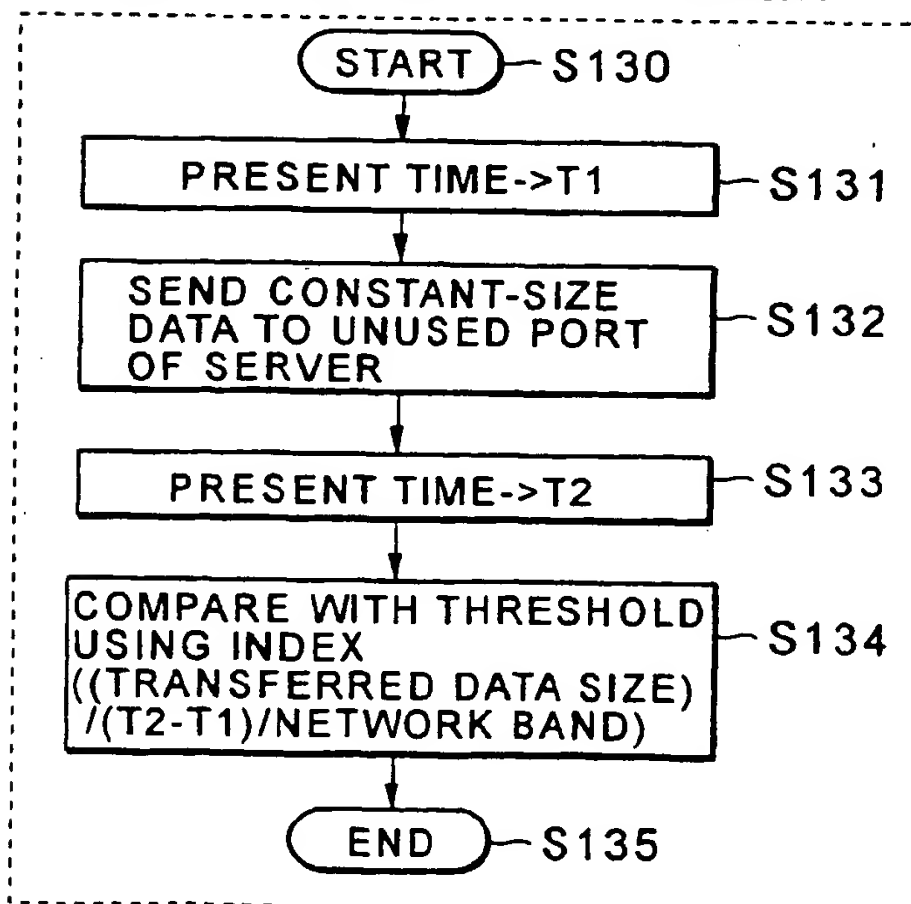 START S130
PRESENT TIME->T1 S131
SEND CONSTANT-SIZE
DATA TO UNUSED PORT S132
OF SERVER
PRESENT TIME->T2 S133
COMPARE WITH THRESHOLD
USING INDEX S134
((TRANSFERRED DATA SIZE)
/(T2-T1)/NETWORK BAND)
END S135